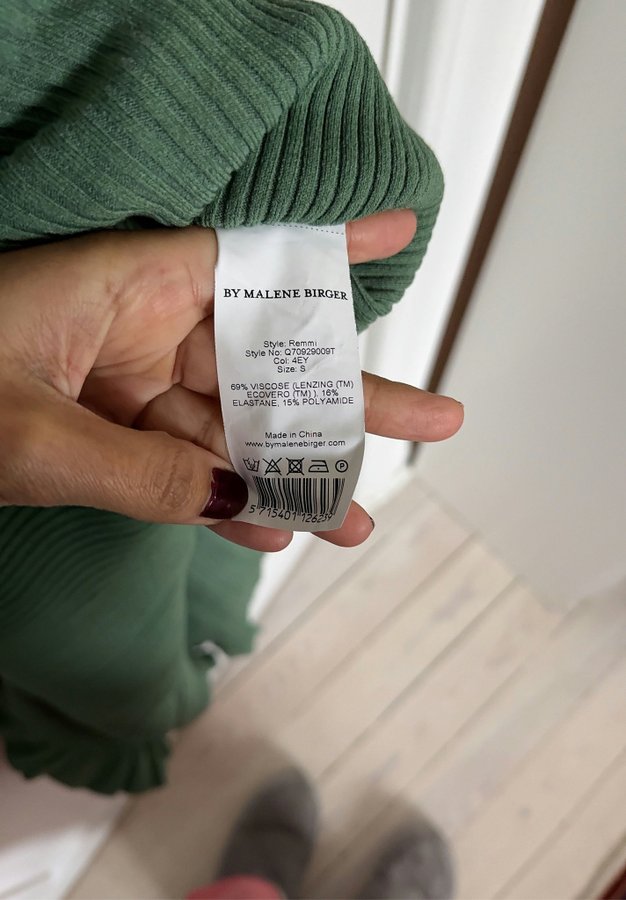 BY MALENE BIRGER
Style: Remmi
Style No: Q70929009T
Col: 4EY
Size: S
69% VISCOSE (LENZING (TM)
ECOVERO (TM) ), 16%
ELASTANE, 15% POLYAMIDE
Made in China
www.bymalenebirger.com
P
5 715401 126259